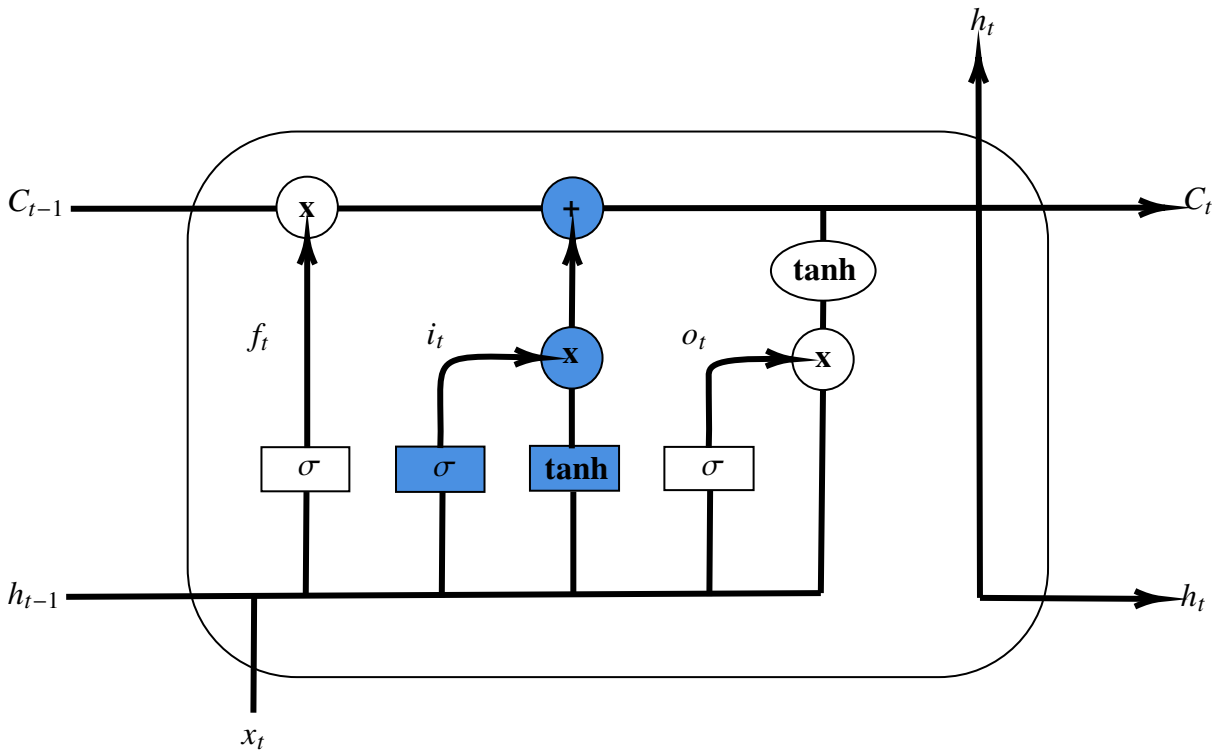 h_t
C_{t-1} x + C_t
tanh
f_t i_t x o_t x
σ σ tanh σ
h_{t-1} h_t
x_t